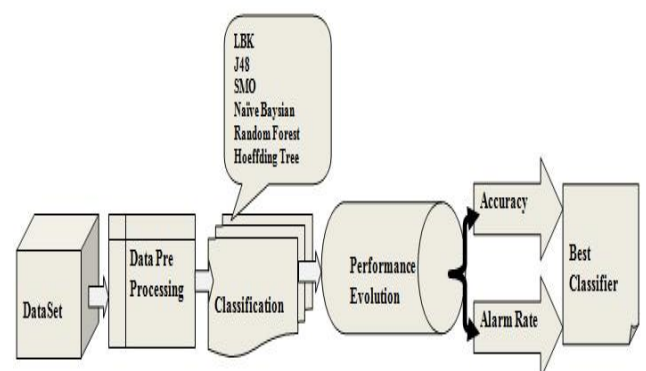 LBK
J48
SMO
Naïve Baysian
Random Forest
Hoeffding Tree
DataSet
Data Pre
Processing
Classification
Performance
Evolution
Accuracy
Alarm Rate
Best
Classifier